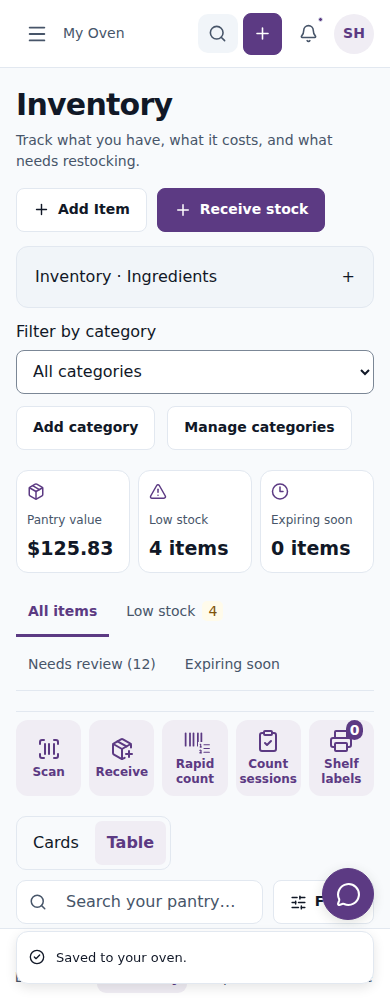 My Oven
SH
Inventory
Track what you have, what it costs, and what
needs restocking.
Add Item
Receive stock
Inventory · Ingredients
+
Filter by category
All categories
Add category
Manage categories
Pantry value
$125.83
Low stock
4 items
Expiring soon
0 items
All items
Low stock 4
Needs review (12)
Expiring soon
Scan
Receive
Rapid
count
Count
sessions
0
Shelf
labels
Cards
Table
Search your pantry…
Saved to your oven.